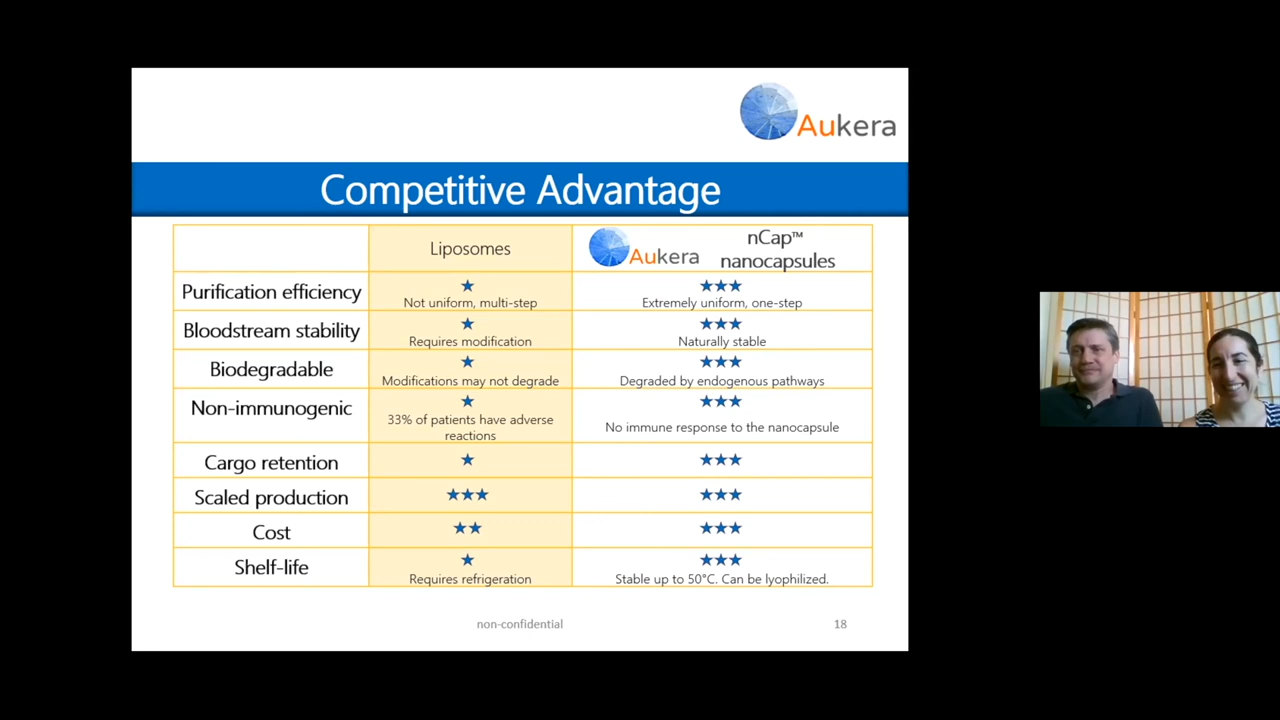 Aukera
Competitive Advantage
Liposomes
Aukera
nCap™
nanocapsules
Purification efficiency
★
Not uniform, multi-step
★★★
Extremely uniform, one-step
Bloodstream stability
★
Requires modification
★★★
Naturally stable
Biodegradable
★
Modifications may not degrade
★★★
Degraded by endogenous pathways
Non-immunogenic
★
33% of patients have adverse
reactions
★★★
No immune response to the nanocapsule
Cargo retention
★
★★★
Scaled production
★★★
★★★
Cost
★★
★★★
Shelf-life
★
Requires refrigeration
★★★
Stable up to 50°C. Can be lyophilized.
non-confidential
18